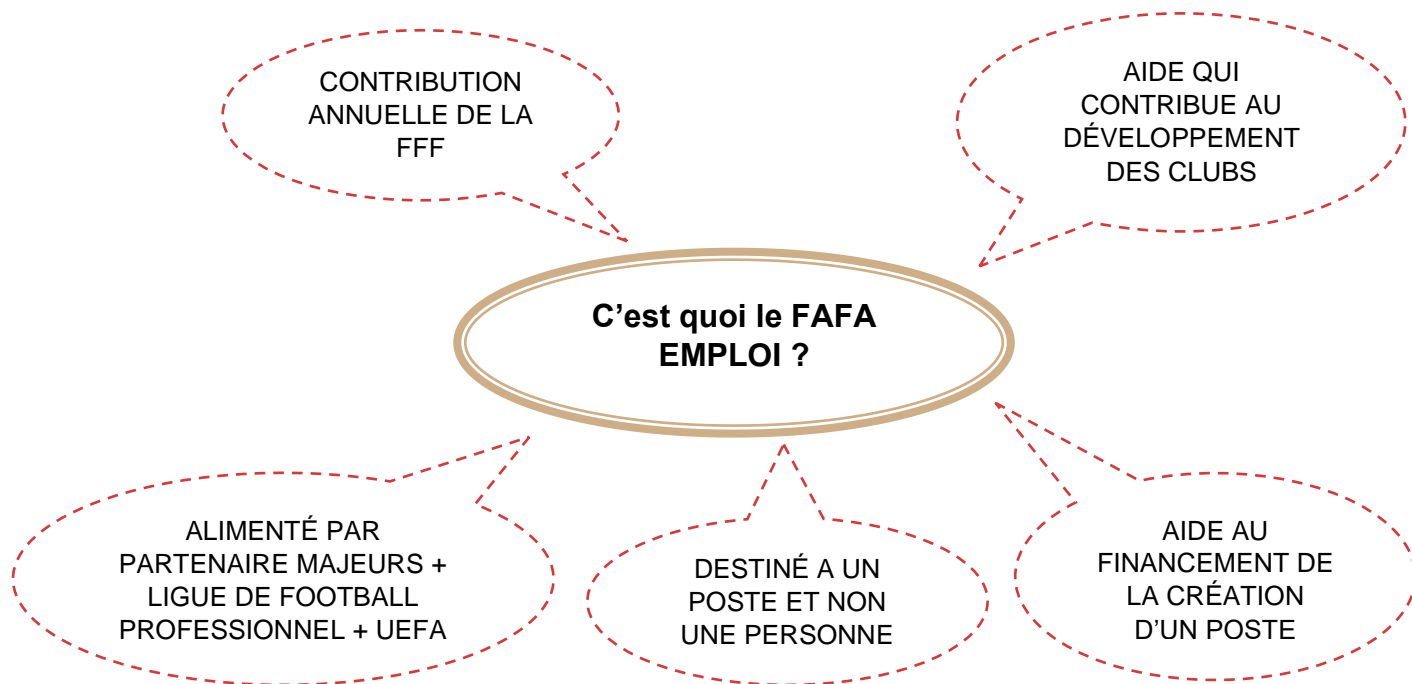 CONTRIBUTION
ANNUELLE DE LA
FFF
AIDE QUI
CONTRIBUE AU
DÉVELOPPEMENT
DES CLUBS
C’est quoi le FAFA
EMPLOI ?
ALIMENTÉ PAR
PARTENAIRE MAJEURS +
LIGUE DE FOOTBALL
PROFESSIONNEL + UEFA
DESTINÉ A UN
POSTE ET NON
UNE PERSONNE
AIDE AU
FINANCEMENT DE
LA CRÉATION
D’UN POSTE